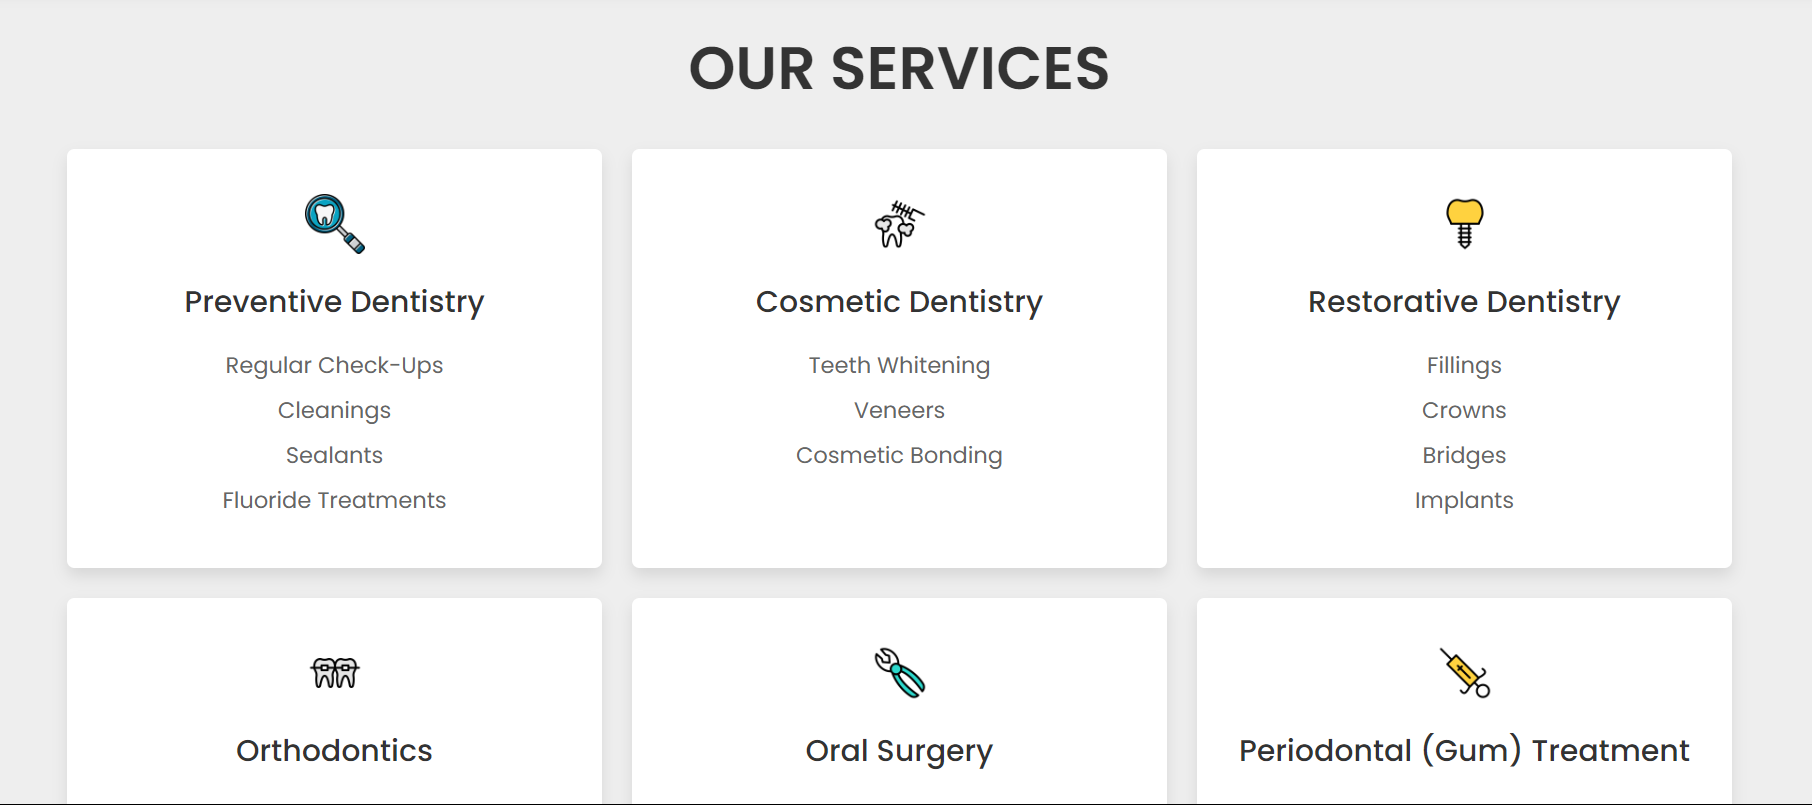 OUR SERVICES
Preventive Dentistry
Regular Check-Ups
Cleanings
Sealants
Fluoride Treatments
Cosmetic Dentistry
Teeth Whitening
Veneers
Cosmetic Bonding
Restorative Dentistry
Fillings
Crowns
Bridges
Implants
Orthodontics
Oral Surgery
Periodontal (Gum) Treatment